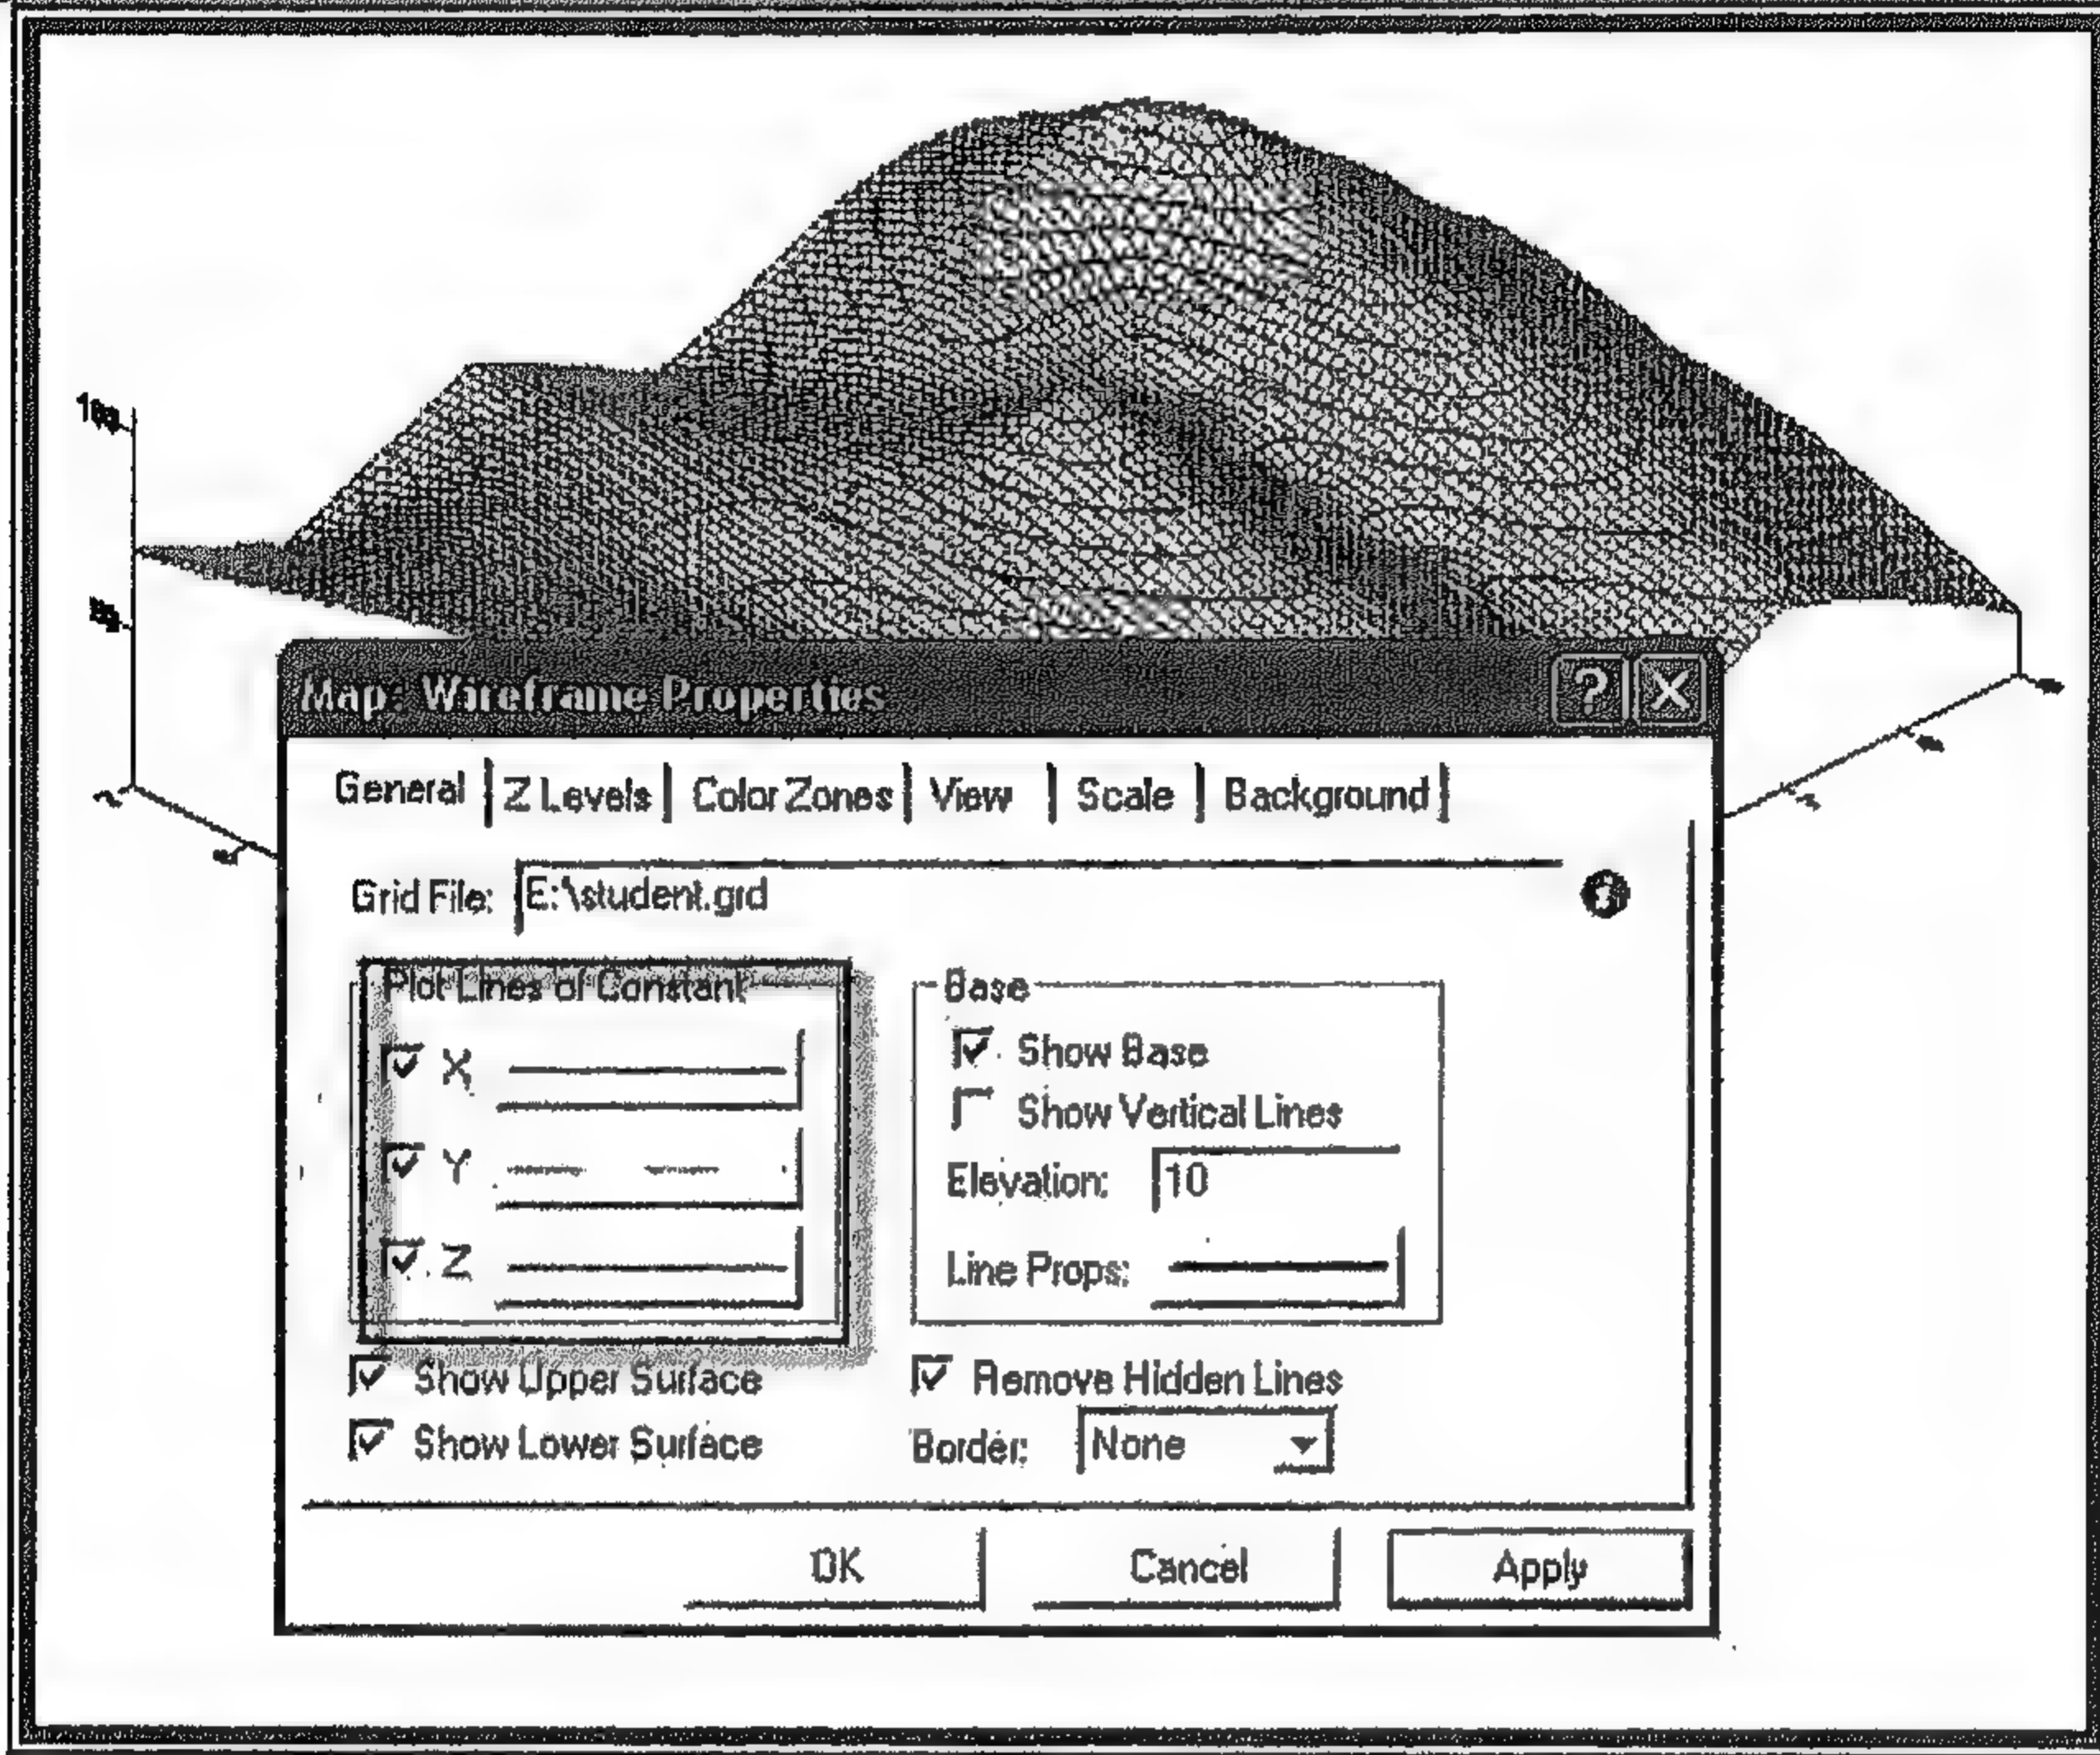 Map: Wireframe Properties
? X
General Z Levels Color Zones View Scale Background
Grid File: E:\student.grd
Plot Lines of Constant
X
Y
Z
Base
Show Base
Show Vertical Lines
Elevation: 10
Line Props:
Show Upper Surface
Show Lower Surface
Remove Hidden Lines
Border: None
OK Cancel Apply